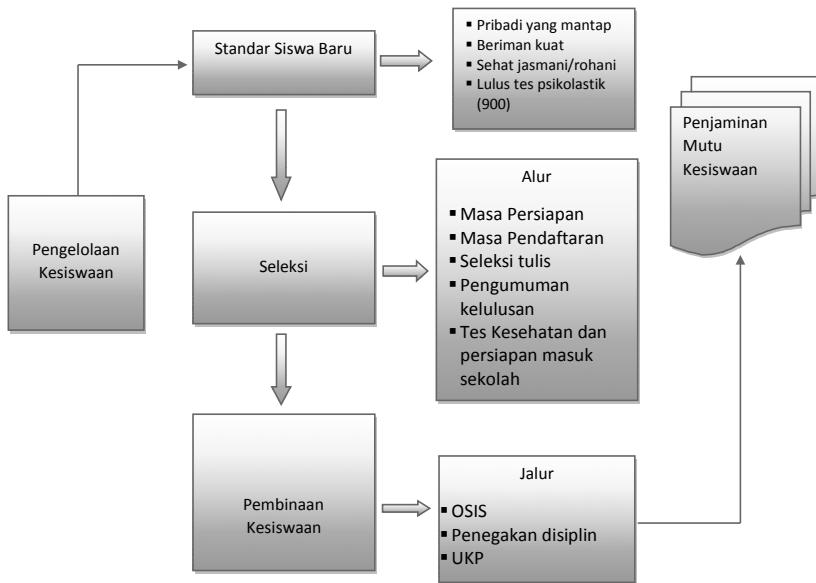 Standar Siswa Baru
▪ Pribadi yang mantap
▪ Beriman kuat
▪ Sehat jasmani/rohani
▪ Lulus tes psikolastik
(900)
Penjaminan
Mutu
Kesiswaan
Pengelolaan
Kesiswaan
Seleksi
Alur
▪ Masa Persiapan
▪ Masa Pendaftaran
▪ Seleksi tulis
▪ Pengumuman
kelulusan
▪ Tes Kesehatan dan
persiapan masuk
sekolah
Pembinaan
Kesiswaan
Jalur
▪ OSIS
▪ Penegakan disiplin
▪ UKP